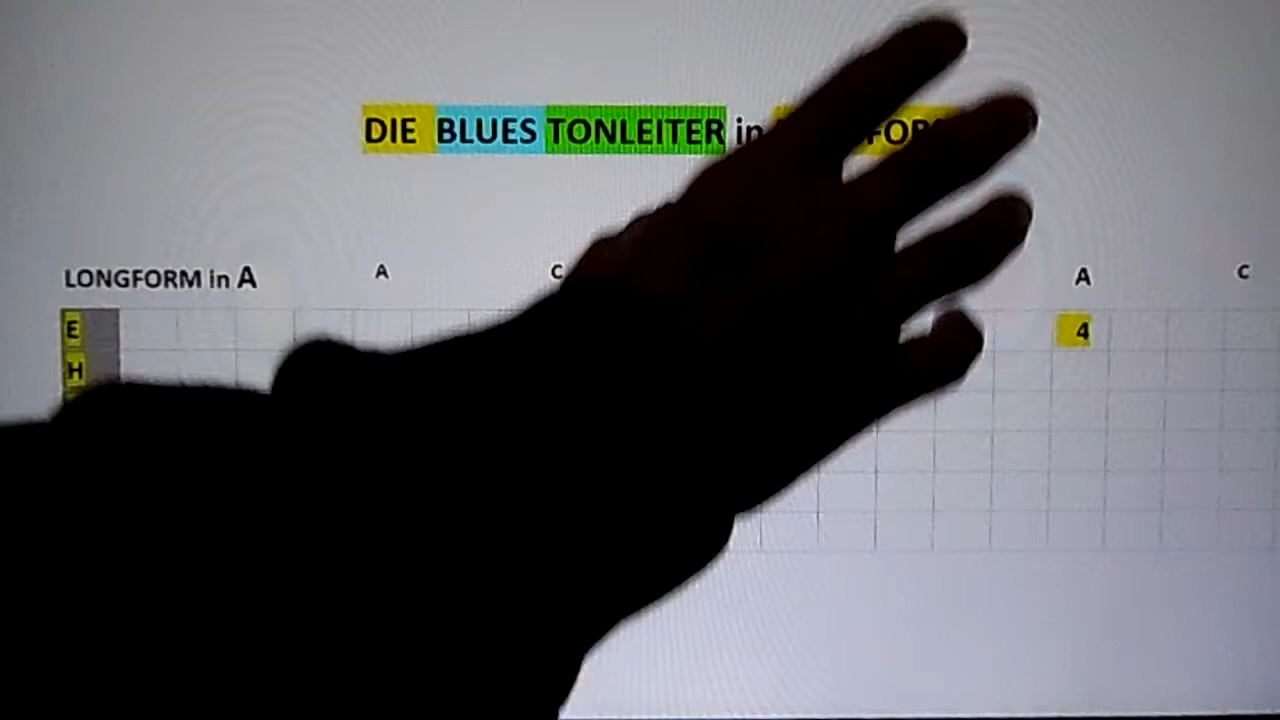 DIE BLUES TONLEITER in
LONGFORM in A
A C A C
E 4
H